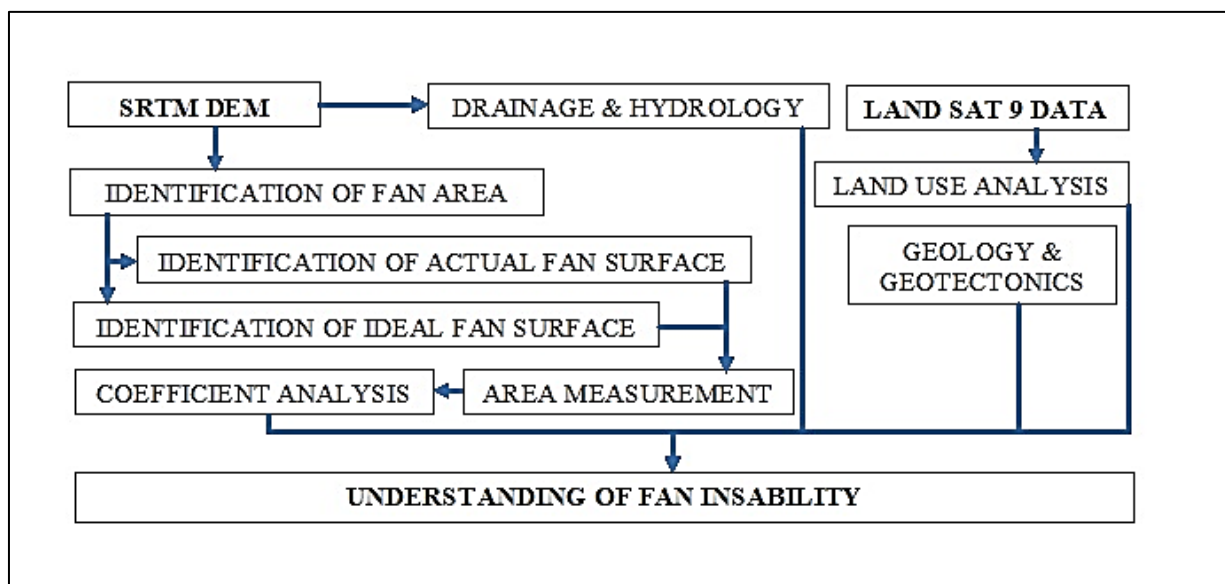 SRTM DEM
DRAINAGE & HYDROLOGY
LAND SAT 9 DATA
IDENTIFICATION OF FAN AREA
LAND USE ANALYSIS
IDENTIFICATION OF ACTUAL FAN SURFACE
GEOLOGY &
GEOTECTONICS
IDENTIFICATION OF IDEAL FAN SURFACE
COEFFICIENT ANALYSIS
AREA MEASUREMENT
UNDERSTANDING OF FAN INSABILITY